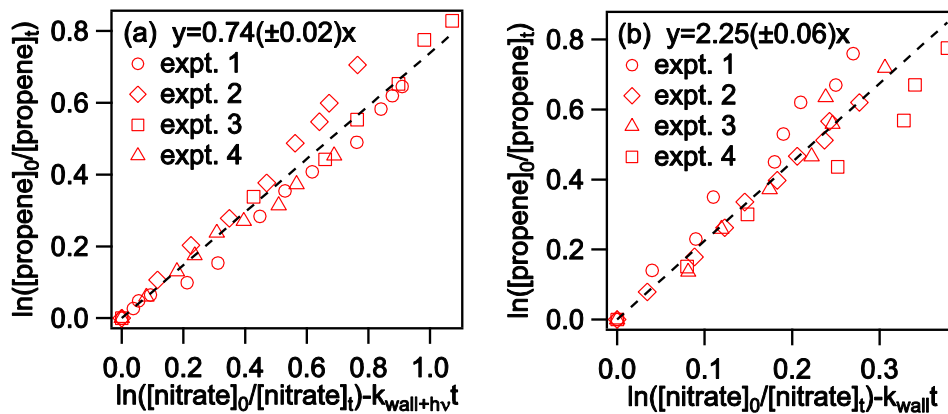 (a) y=0.74(±0.02)x
expt. 1
expt. 2
expt. 3
expt. 4
0.8
0.6
0.4
0.2
0.0
0.0 0.2 0.4 0.6 0.8 1.0
ln([propene]0/[propene]t)
ln([nitrate]0/[nitrate]t)-kwall+hνt
(b) y=2.25(±0.06)x
expt. 1
expt. 2
expt. 3
expt. 4
0.8
0.6
0.4
0.2
0.0
0.0 0.1 0.2 0.3
ln([propene]0/[propene]t)
ln([nitrate]0/[nitrate]t)-kwallt